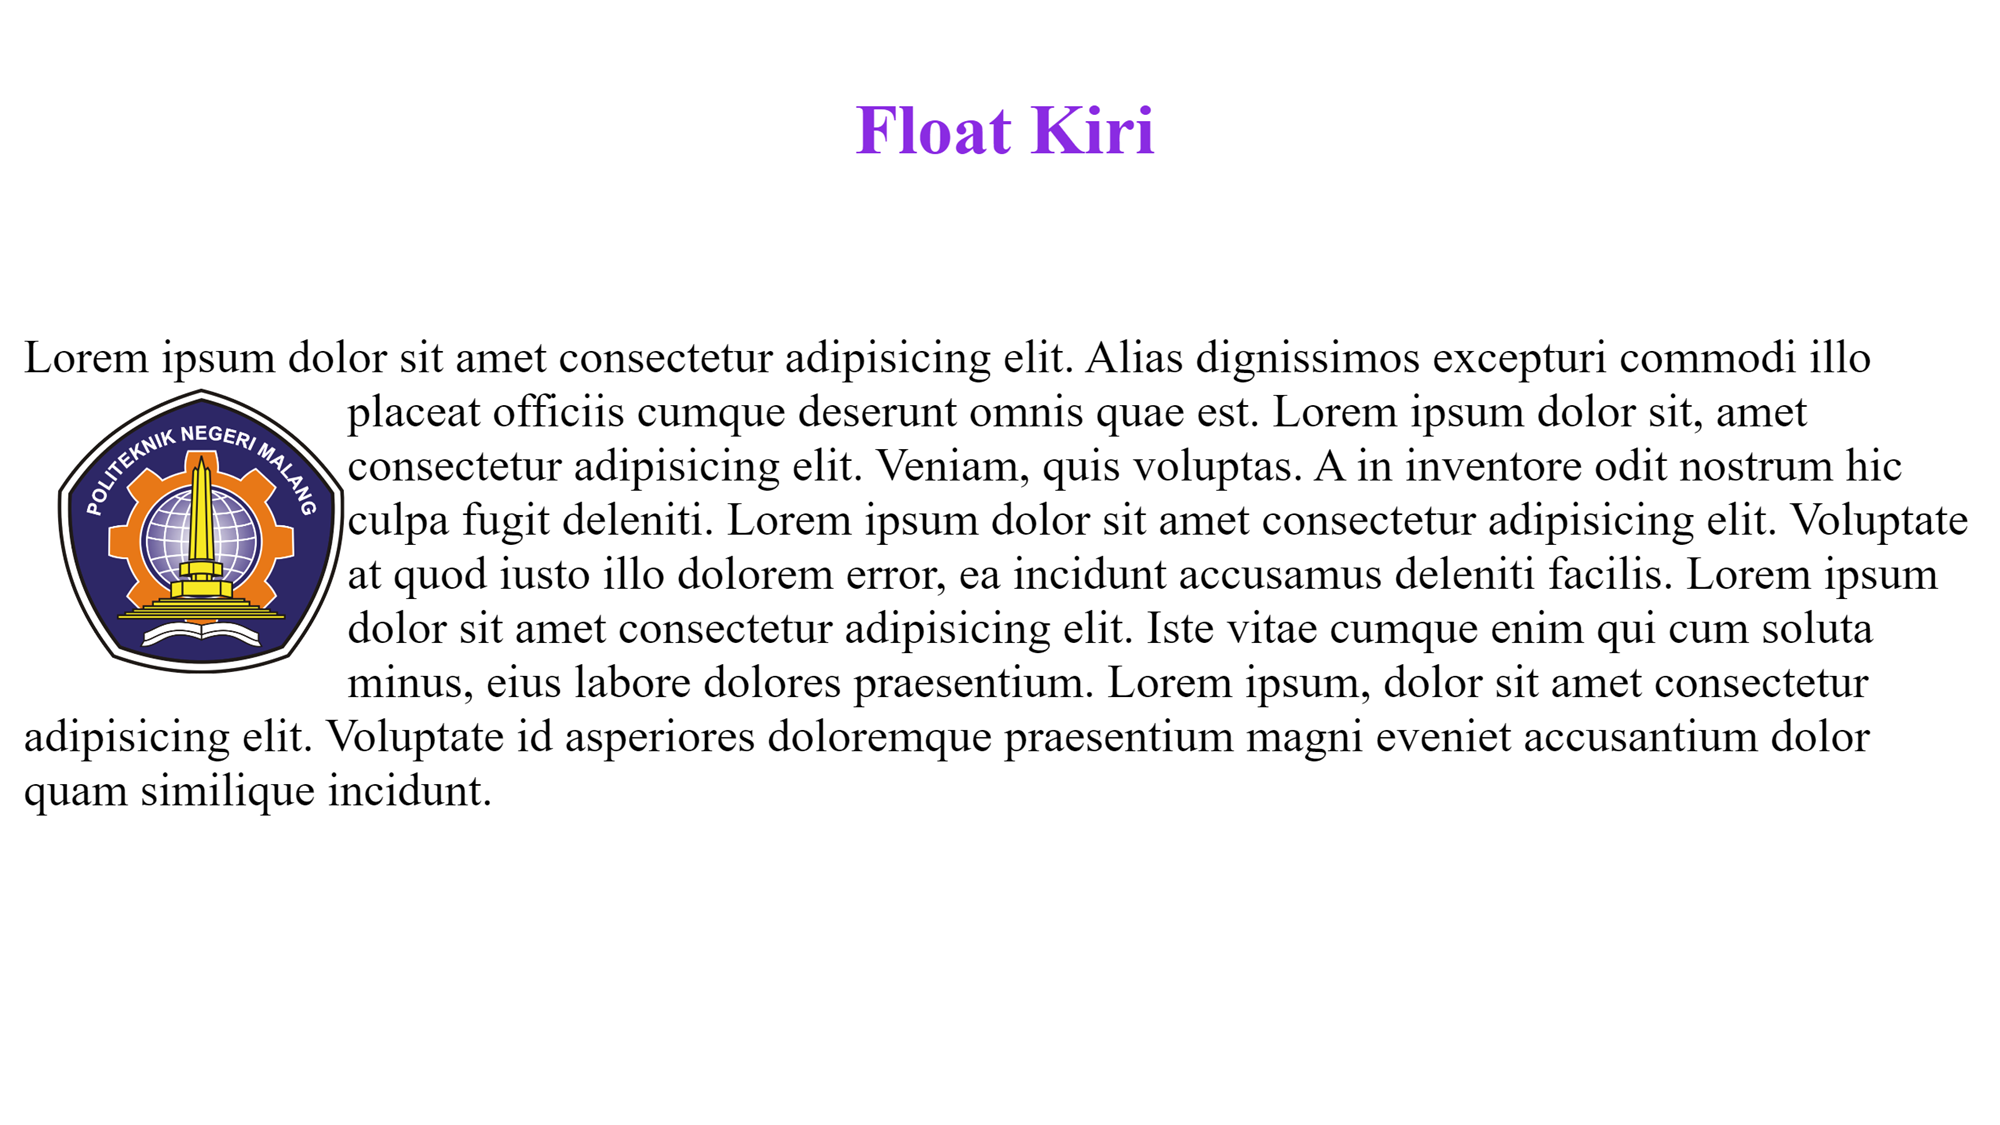 Float Kiri
Lorem ipsum dolor sit amet consectetur adipisicing elit. Alias dignissimos excepturi commodi illo
POLITEKNIK NEGERI MALANG
placeat officiis cumque deserunt omnis quae est. Lorem ipsum dolor sit, amet
consectetur adipisicing elit. Veniam, quis voluptas. A in inventore odit nostrum hic
culpa fugit deleniti. Lorem ipsum dolor sit amet consectetur adipisicing elit. Voluptate
at quod iusto illo dolorem error, ea incidunt accusamus deleniti facilis. Lorem ipsum
dolor sit amet consectetur adipisicing elit. Iste vitae cumque enim qui cum soluta
minus, eius labore dolores praesentium. Lorem ipsum, dolor sit amet consectetur
adipisicing elit. Voluptate id asperiores doloremque praesentium magni eveniet accusantium dolor
quam similique incidunt.